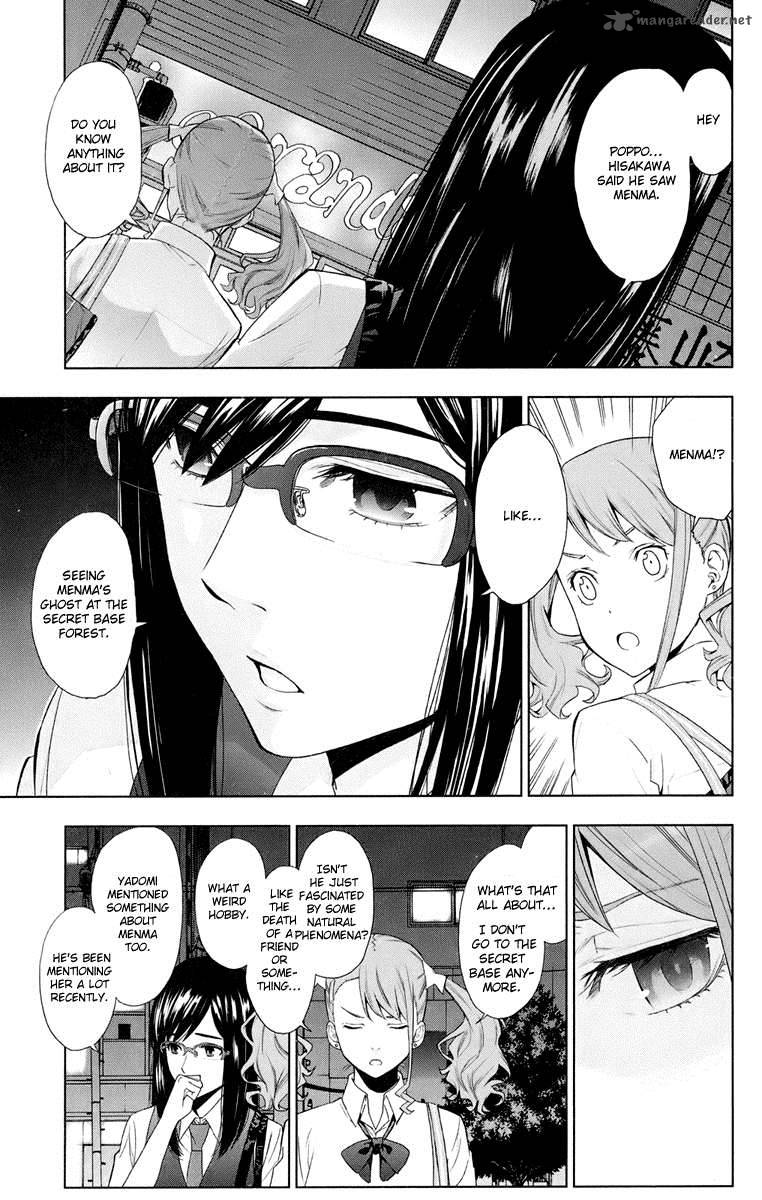 mangareader.net
HEY
POPPO...
HISAKAWA
SAID HE SAW
MENMA.
DO YOU
KNOW
ANYTHING
ABOUT IT?
MENMA!?
LIKE...
SEEING
MENMA'S
GHOST AT THE
SECRET BASE
FOREST.
WHAT'S THAT
ALL ABOUT...
I DON'T
GO TO THE
SECRET
BASE ANY-
MORE.
ISN'T
HE JUST
FASCINATED
BY SOME
NATURAL
PHENOMENA?
LIKE
THE DEATH
OF A
FRIEND
OR
SOME-
THING...
WHAT A
WEIRD
HOBBY.
YADOMI
MENTIONED
SOMETHING
ABOUT
MENMA
TOO.
HE'S BEEN
MENTIONING
HER A LOT
RECENTLY.